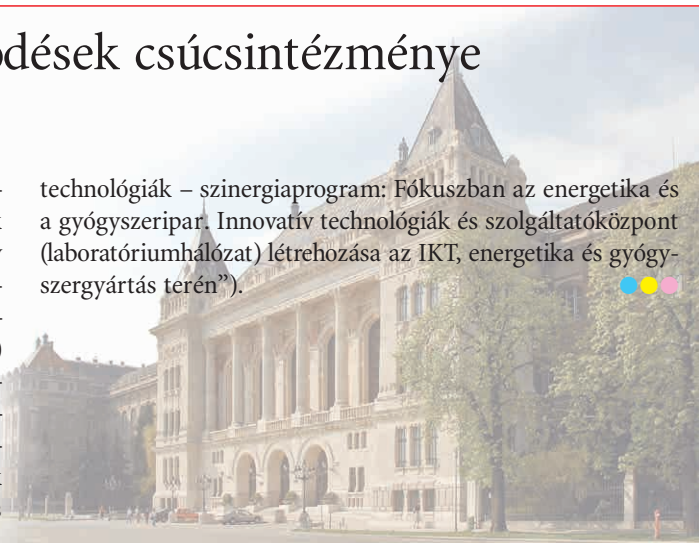 csúcsintézménye
technológiák – szinergiaprogram: Fókuszban az energetika és
a gyógyszeripar. Innovatív technológiák és szolgáltatóközpont
(laboratóriumhálózat) létrehozása az IKT, energetika és gyógy-
szergyártás terén”).